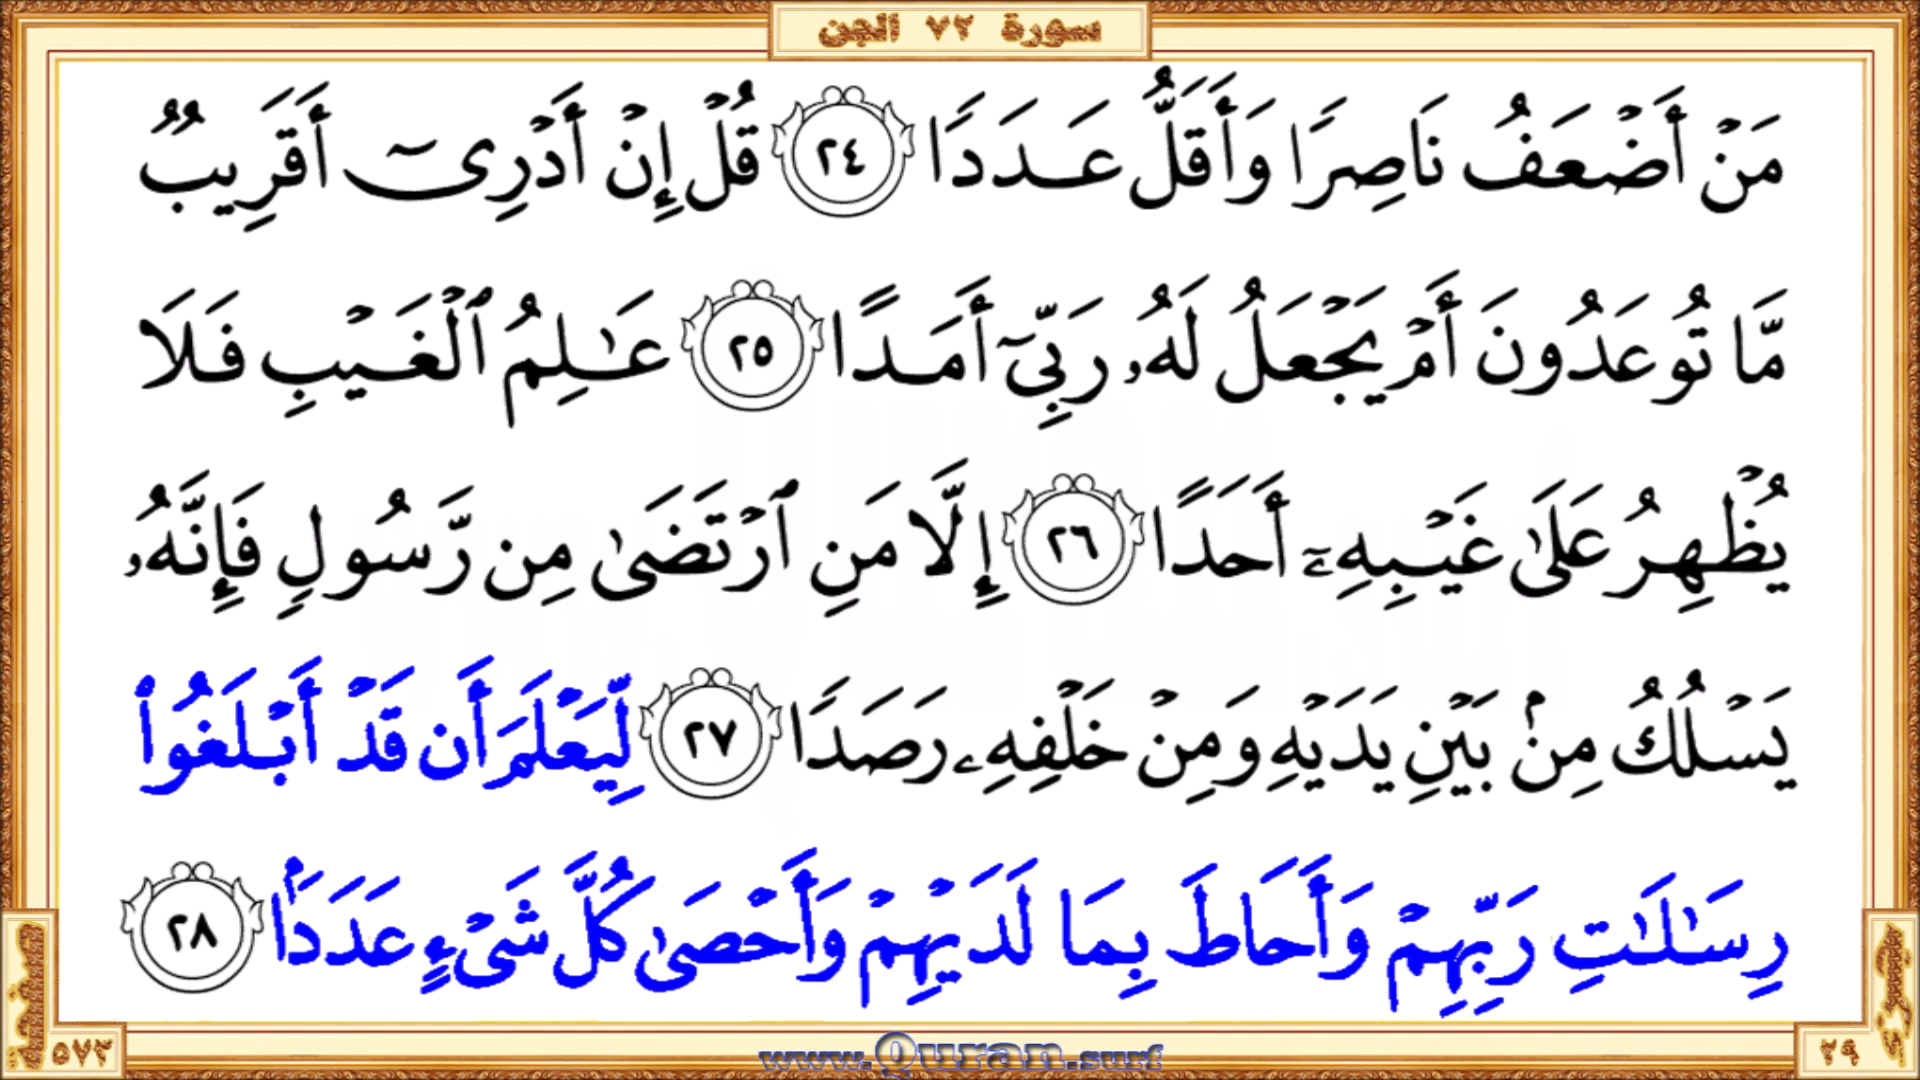 سورة ٧٢ الجن
مَنْ أَضْعَفُ نَاصِرًا وَأَقَلُّ عَدَدًا ٢٤ قُلْ إِنْ أَدْرِىٓ أَقَرِيبٌ
مَّا تُوعَدُونَ أَمْ يَجْعَلُ لَهُۥ رَبِّىٓ أَمَدًا ٢٥ عَـٰلِمُ ٱلْغَيْبِ فَلَا
يُظْهِرُ عَلَىٰ غَيْبِهِۦٓ أَحَدًا ٢٦ إِلَّا مَنِ ٱرْتَضَىٰ مِن رَّسُولٍ فَإِنَّهُۥ
يَسْلُكُ مِنۢ بَيْنِ يَدَيْهِ وَمِنْ خَلْفِهِۦ رَصَدًا ٢٧ لِّيَعْلَمَ أَن قَدْ أَبْلَغُوا۟
رِسَـٰلَـٰتِ رَبِّهِمْ وَأَحَاطَ بِمَا لَدَيْهِمْ وَأَحْصَىٰ كُلَّ شَىْءٍ عَدَدَۢا ٢٨
صفحة ٥٧٣
www.Quran.surf
٢٩